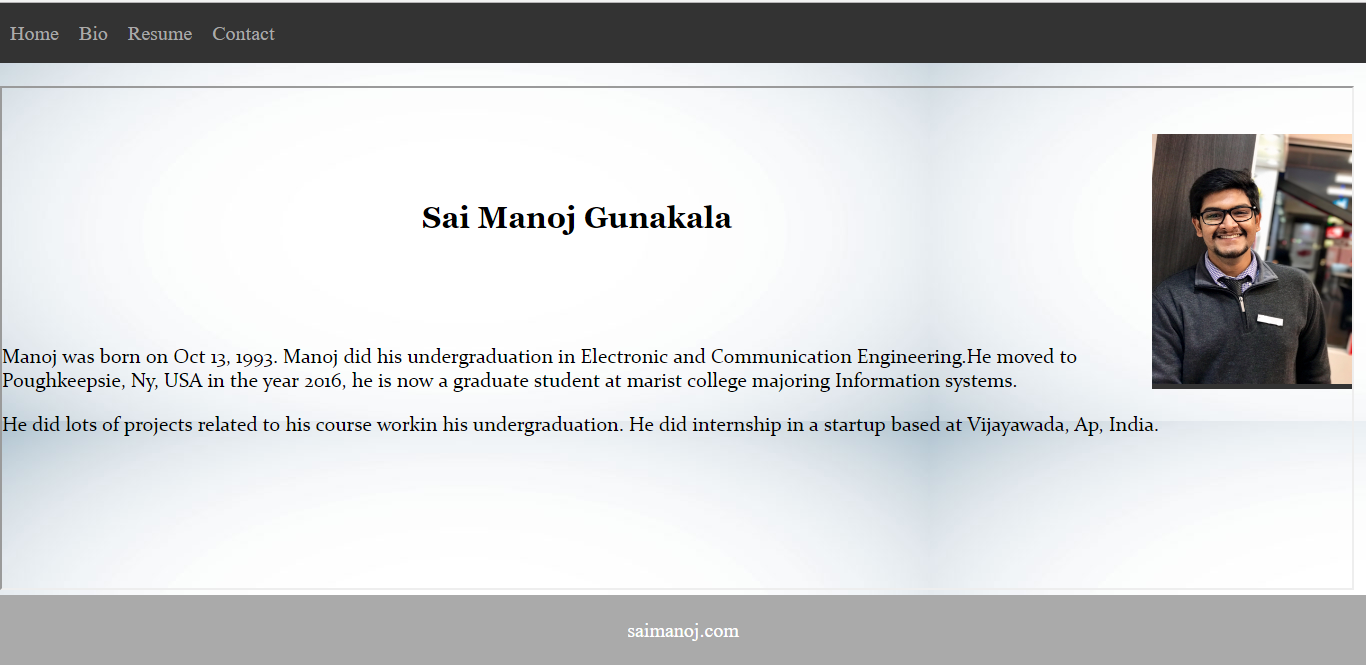 Home Bio Resume Contact
Sai Manoj Gunakala
Manoj was born on Oct 13, 1993. Manoj did his undergraduation in Electronic and Communication Engineering.He moved to
Poughkeepsie, Ny, USA in the year 2016, he is now a graduate student at marist college majoring Information systems.
He did lots of projects related to his course workin his undergraduation. He did internship in a startup based at Vijayawada, Ap, India.
saimanoj.com